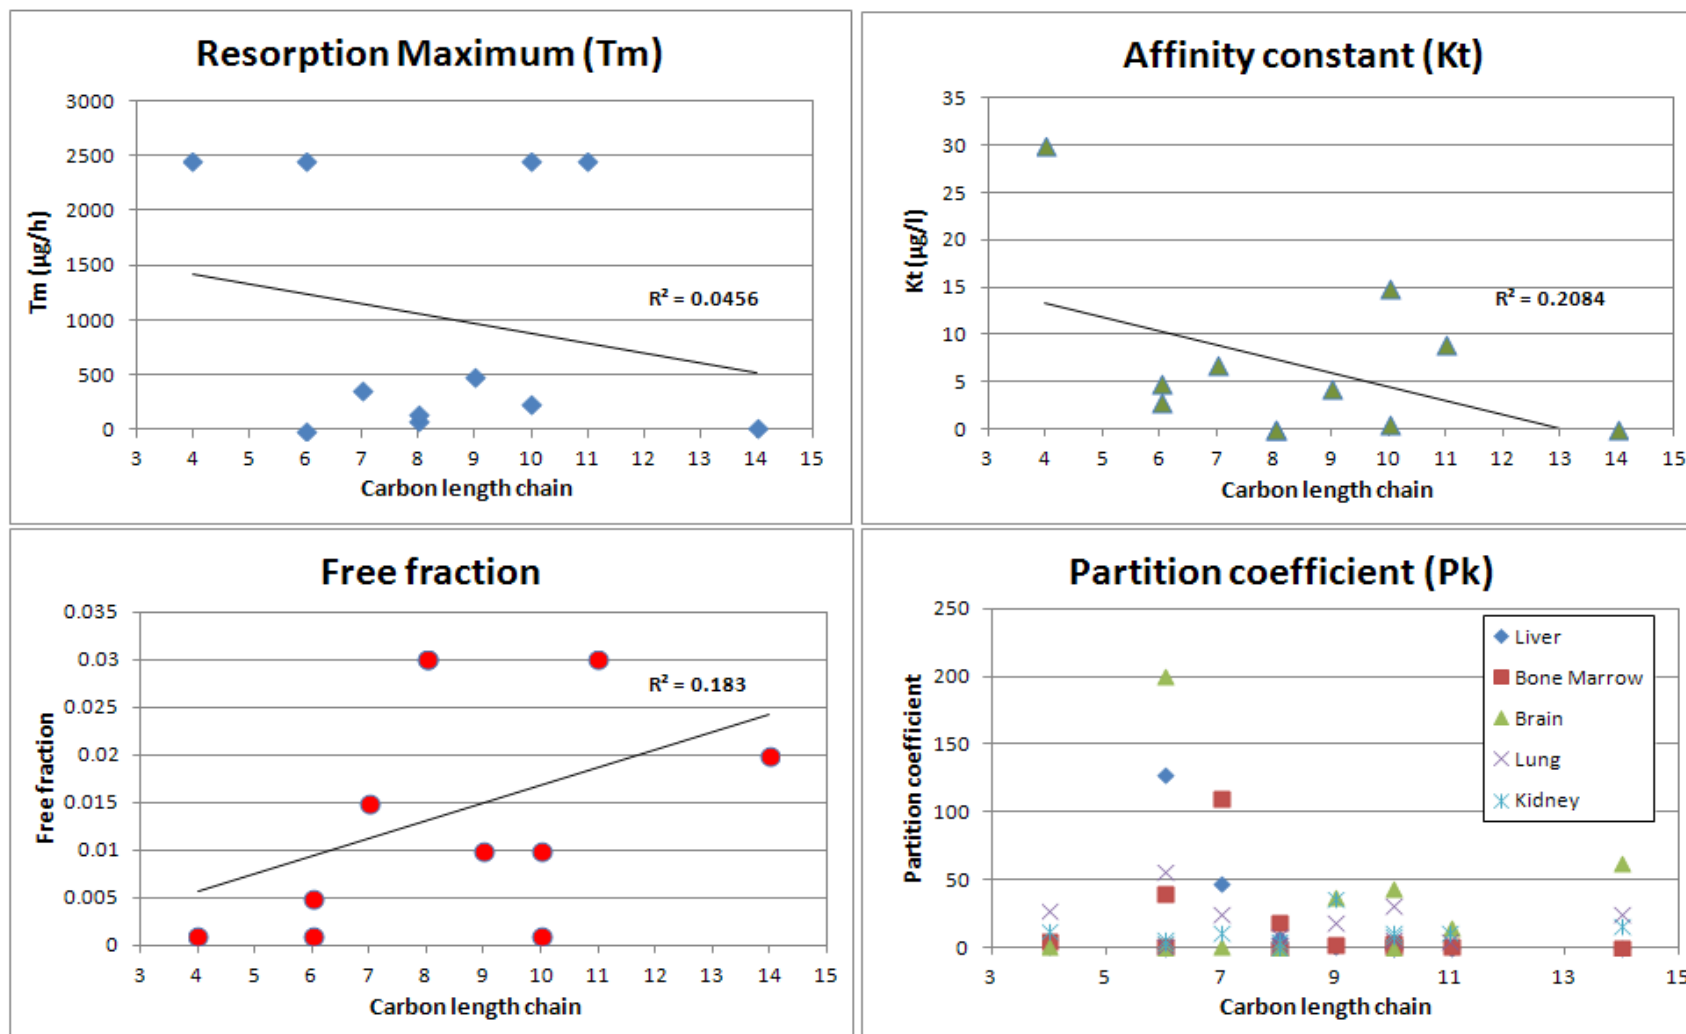 Resorption Maximum (Tm)
3000
2500
2000
1500
1000
500
0
Tm (µg/h)
R² = 0.0456
3 4 5 6 7 8 9 10 11 12 13 14 15
Carbon length chain
Affinity constant (Kt)
35
30
25
20
15
10
5
0
Kt (µg/l)
R² = 0.2084
3 4 5 6 7 8 9 10 11 12 13 14 15
Carbon length chain
Free fraction
0.035
0.03
0.025
0.02
0.015
0.01
0.005
0
Free fraction
R² = 0.183
3 4 5 6 7 8 9 10 11 12 13 14 15
Carbon length chain
Partition coefficient (Pk)
250
200
150
100
50
0
Partition coefficient
Liver
Bone Marrow
Brain
Lung
Kidney
3 5 7 9 11 13 15
Carbon length chain